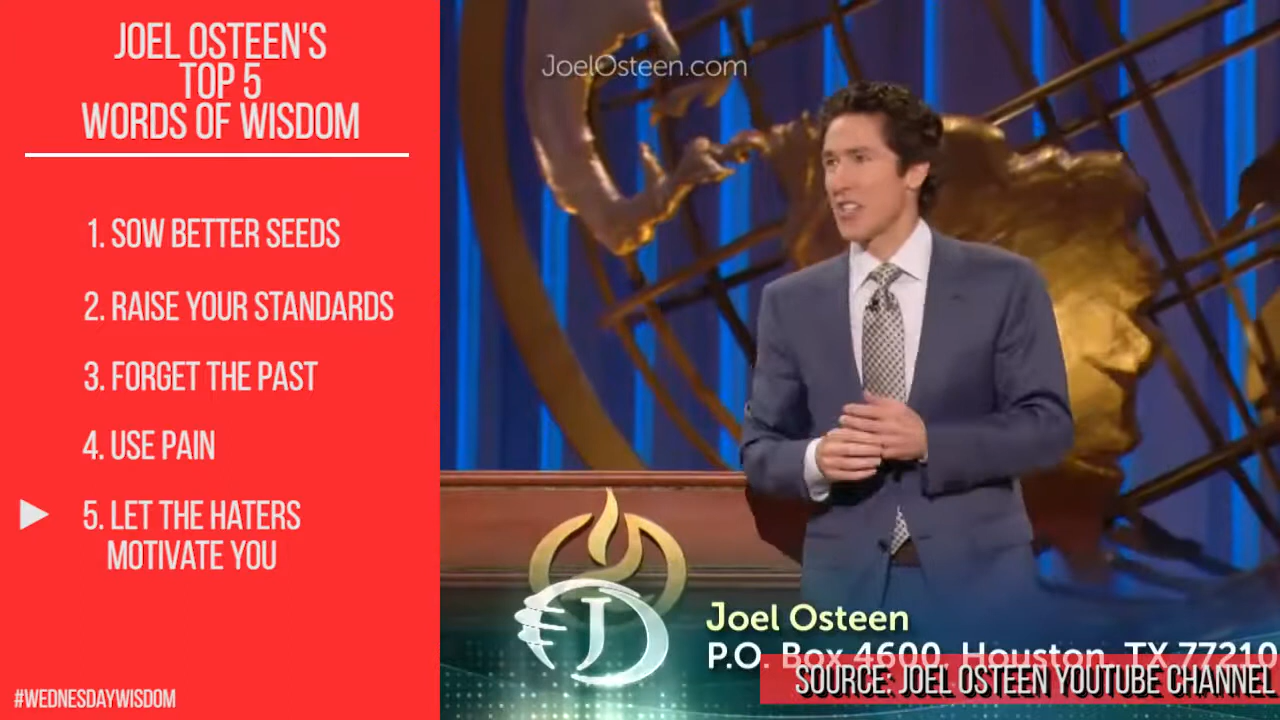 JOEL OSTEEN'S
TOP 5
WORDS OF WISDOM
1. SOW BETTER SEEDS
2. RAISE YOUR STANDARDS
3. FORGET THE PAST
4. USE PAIN
5. LET THE HATERS
MOTIVATE YOU
#WEDNESDAYWISDOM
JoelOsteen.com
Joel Osteen
P.O. Box 4600, Houston, TX 77210
SOURCE: JOEL OSTEEN YOUTUBE CHANNEL